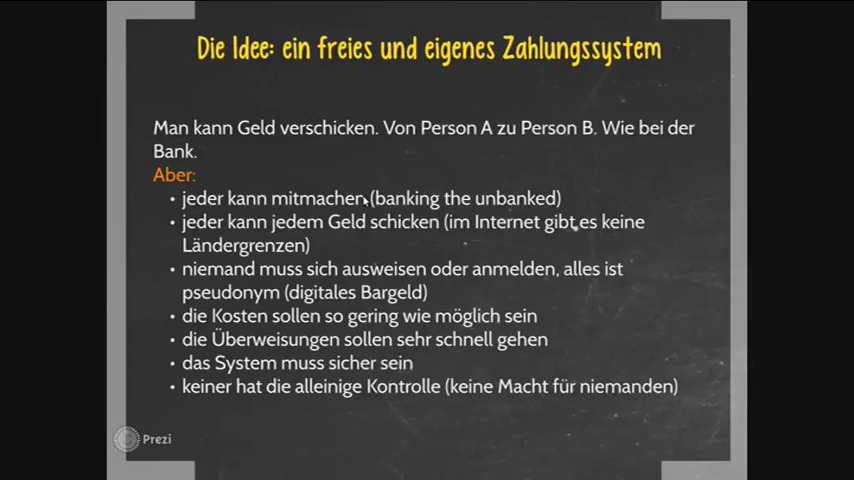 Die Idee: ein freies und eigenes Zahlungssystem
Man kann Geld verschicken. Von Person A zu Person B. Wie bei der
Bank.
Aber:
• jeder kann mitmachen (banking the unbanked)
• jeder kann jedem Geld schicken (im Internet gibt es keine
Ländergrenzen)
• niemand muss sich ausweisen oder anmelden, alles ist
pseudonym (digitales Bargeld)
• die Kosten sollen so gering wie möglich sein
• die Überweisungen sollen sehr schnell gehen
• das System muss sicher sein
• keiner hat die alleinige Kontrolle (keine Macht für niemanden)
Prezi